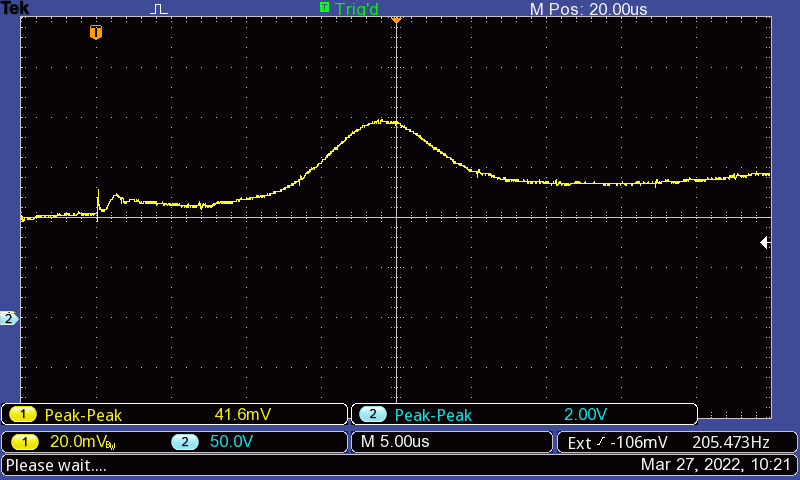 Tek T Trig'd M Pos: 20.00us
T
2
1 Peak-Peak 41.6mV 2 Peak-Peak 2.00V
1 20.0mVBW 2 50.0V M 5.00us Ext -106mV 205.473Hz
Please wait.... Mar 27, 2022, 10:21